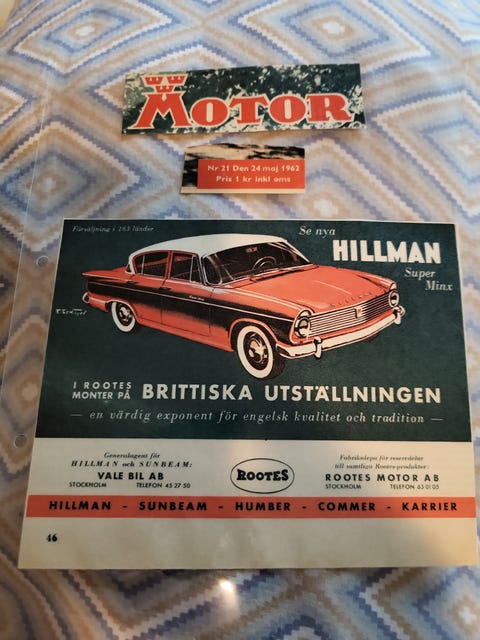 MOTOR
Nr 21 Den 24 maj 1962
Pris 1 kr inkl oms
Försäljning i 163 länder
Se nya
HILLMAN
Super
Minx
I ROOTES
MONTER PÅ
BRITTISKA UTSTÄLLNINGEN
— en värdig exponent för engelsk kvalitet och tradition —
Generalagent för
HILLMAN och SUNBEAM:
VALE BIL AB
STOCKHOLM TELEFON 45 27 50
ROOTES
Fabriksdepa för reservdelar
till samtliga Rootes-produkter:
ROOTES MOTOR AB
STOCKHOLM TELEFON 63 01 05
HILLMAN - SUNBEAM - HUMBER - COMMER - KARRIER
46